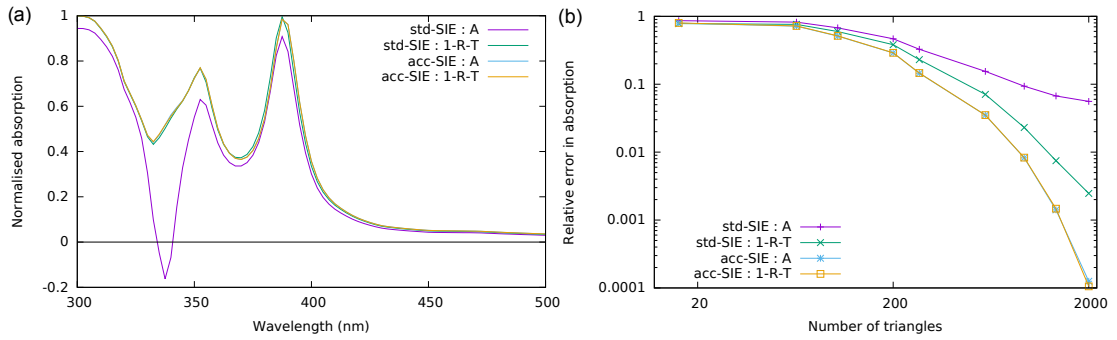 (a)
Normalised absorption
1
0.8
0.6
0.4
0.2
0
-0.2
300
350
400
450
500
Wavelength (nm)
std-SIE : A
std-SIE : 1-R-T
acc-SIE : A
acc-SIE : 1-R-T
(b)
Relative error in absorption
1
0.1
0.01
0.001
0.0001
20
200
2000
Number of triangles
std-SIE : A
std-SIE : 1-R-T
acc-SIE : A
acc-SIE : 1-R-T